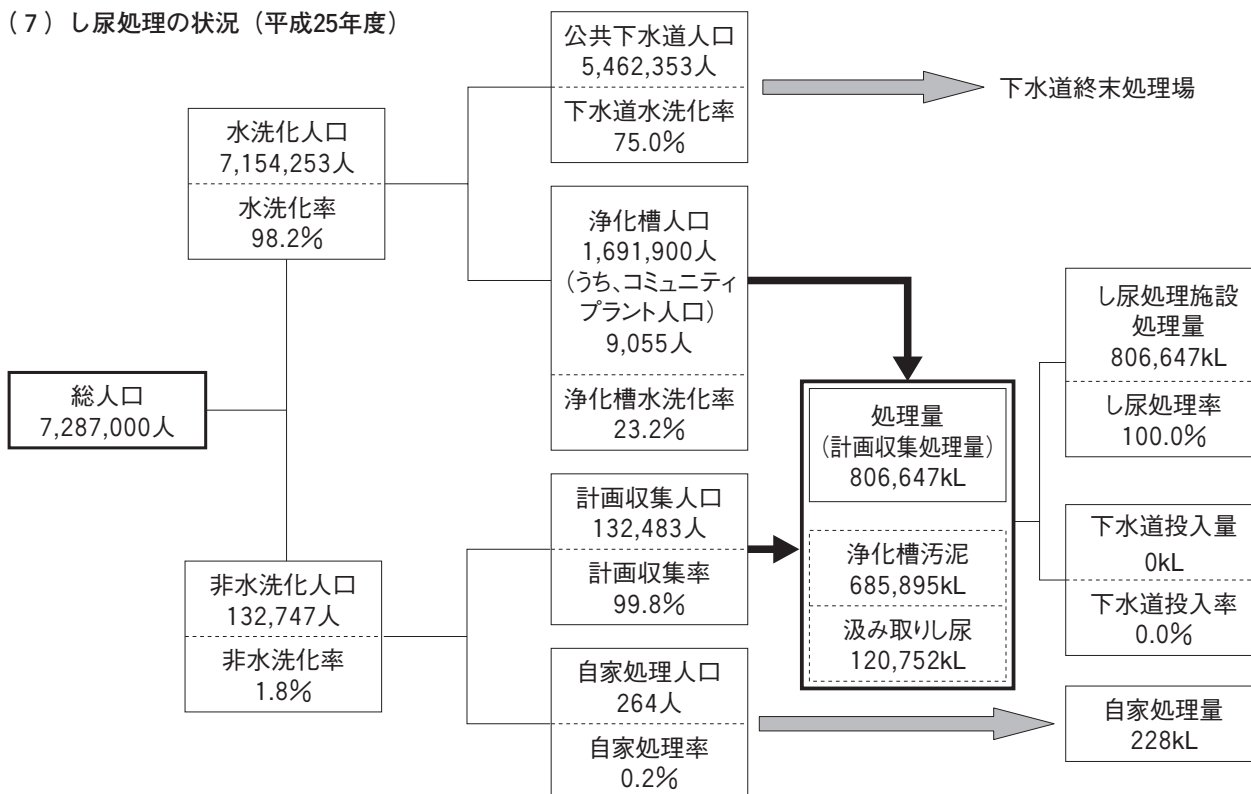 (7) し尿処理の状況（平成25年度）
総人口
7,287,000人
水洗化人口
7,154,253人
水洗化率
98.2%
非水洗化人口
132,747人
非水洗化率
1.8%
公共下水道人口
5,462,353人
下水道水洗化率
75.0%
下水道終末処理場
浄化槽人口
1,691,900人
（うち、コミュニティ
プラント人口）
9,055人
浄化槽水洗化率
23.2%
計画収集人口
132,483人
計画収集率
99.8%
自家処理人口
264人
自家処理率
0.2%
処理量
（計画収集処理量）
806,647kL
浄化槽汚泥
685,895kL
汲み取りし尿
120,752kL
し尿処理施設
処理量
806,647kL
し尿処理率
100.0%
下水道投入量
0kL
下水道投入率
0.0%
自家処理量
228kL